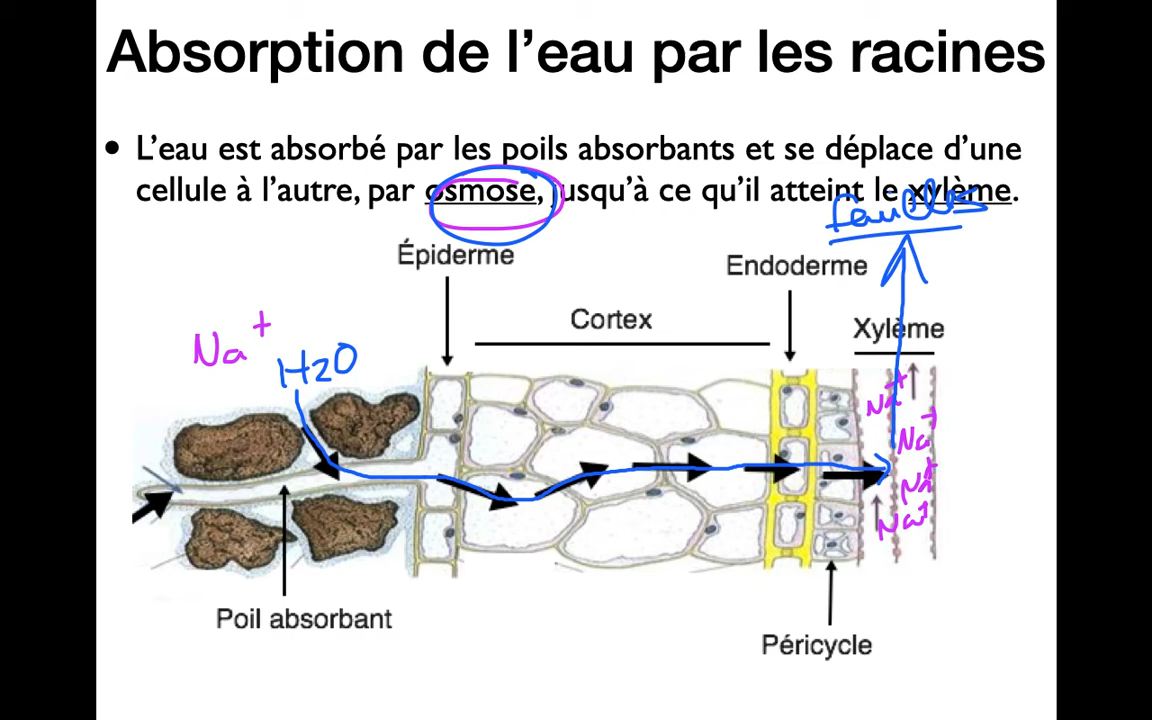 Absorption de l’eau par les racines
• L’eau est absorbé par les poils absorbants et se déplace d’une
cellule à l’autre, par osmose, jusqu’à ce qu’il atteint le xylème.
feuilles
Épiderme
Endoderme
Cortex
Xylème
Na+
H2O
Na+
Na+
Na+
Na+
Poil absorbant
Péricycle